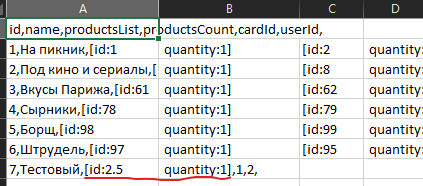 A B C D
id,name,productsList,productsCount,cardId,userId,
1,На пикник,[id:1 quantity:1] [id:2 quantity:
2,Под кино и сериалы,[ quantity:1] [id:8 quantity:
3,Вкусы Парижа,[id:61 quantity:1] [id:62 quantity:
4,Сырники,[id:78 quantity:1] [id:79 quantity:
5,Борщ,[id:98 quantity:1] [id:99 quantity:
6,Штрудель,[id:97 quantity:1] [id:95 quantity:
7,Тестовый,[id:2.5 quantity:1],1,2,